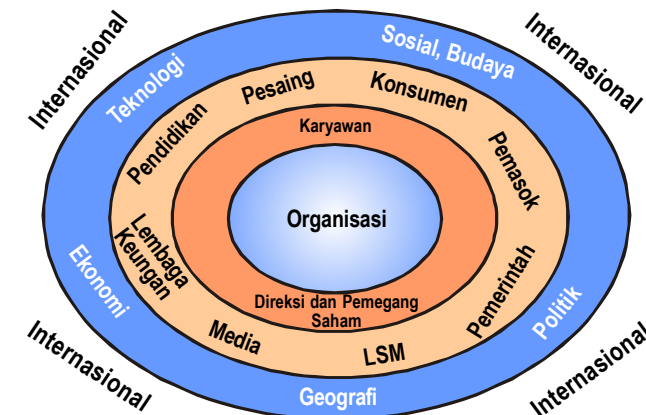 Internasional
Internasional
Teknologi
Sosial, Budaya
Pendidikan
Pesaing
Konsumen
Karyawan
Pemasok
Organisasi
Lembaga
Keungan
Ekonomi
Direksi dan Pemegang
Saham
Pemerintah
Politik
Media
LSM
Geografi
Internasional
Internasional